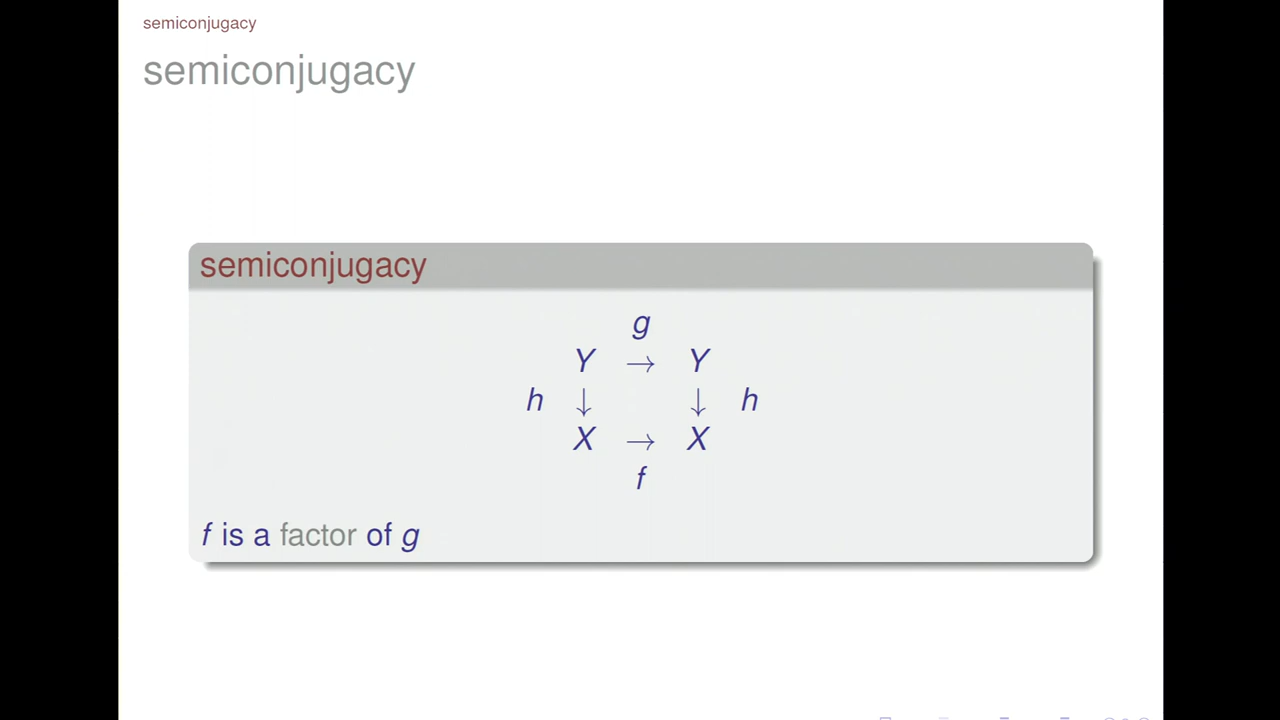 semiconjugacy
semiconjugacy
semiconjugacy
g
Y → Y
h ↓ ↓ h
X → X
f
f is a factor of g